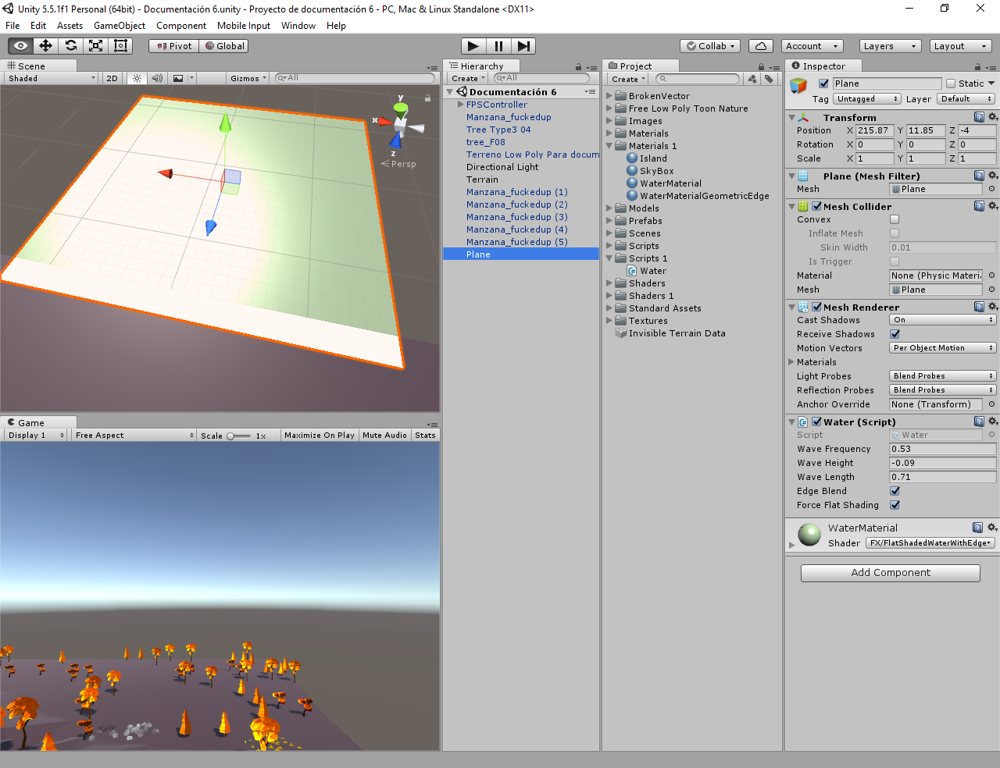 Unity 5.5.1f1 Personal (64bit) - Documentación 6.unity - Proyecto de documentación 6 - PC, Mac & Linux Standalone <DX11>
File Edit Assets GameObject Component Mobile Input Window Help
Pivot Global Collab Account Layers Layout
Scene
Shaded 2D Gizmos All
y
x
z
Persp
Game
Display 1 Free Aspect Scale 1x Maximize On Play Mute Audio Stats
Hierarchy
Create All
Documentación 6
FPSController
Manzana_fuckedup
Tree Type3 04
tree_F08
Terreno Low Poly Para docum
Directional Light
Terrain
Manzana_fuckedup (1)
Manzana_fuckedup (2)
Manzana_fuckedup (3)
Manzana_fuckedup (4)
Manzana_fuckedup (5)
Plane
Project
Create
BrokenVector
Free Low Poly Toon Nature
Images
Materials
Materials 1
Island
SkyBox
WaterMaterial
WaterMaterialGeometricEdge
Models
Prefabs
Scenes
Scripts
Scripts 1
Water
Shaders
Shaders 1
Standard Assets
Textures
Invisible Terrain Data
Inspector
Plane Static
Tag Untagged Layer Default
Transform
Position X 215.87 Y 11.85 Z -4
Rotation X 0 Y 0 Z 0
Scale X 1 Y 1 Z 1
Plane (Mesh Filter)
Mesh Plane
Mesh Collider
Convex
Inflate Mesh
Skin Width 0.01
Is Trigger
Material None (Physic Materi
Mesh Plane
Mesh Renderer
Cast Shadows On
Receive Shadows
Motion Vectors Per Object Motion
Materials
Light Probes Blend Probes
Reflection Probes Blend Probes
Anchor Override None (Transform)
Water (Script)
Script Water
Wave Frequency 0.53
Wave Height -0.09
Wave Length 0.71
Edge Blend
Force Flat Shading
WaterMaterial
Shader FX/FlatShadedWaterWithEdge
Add Component